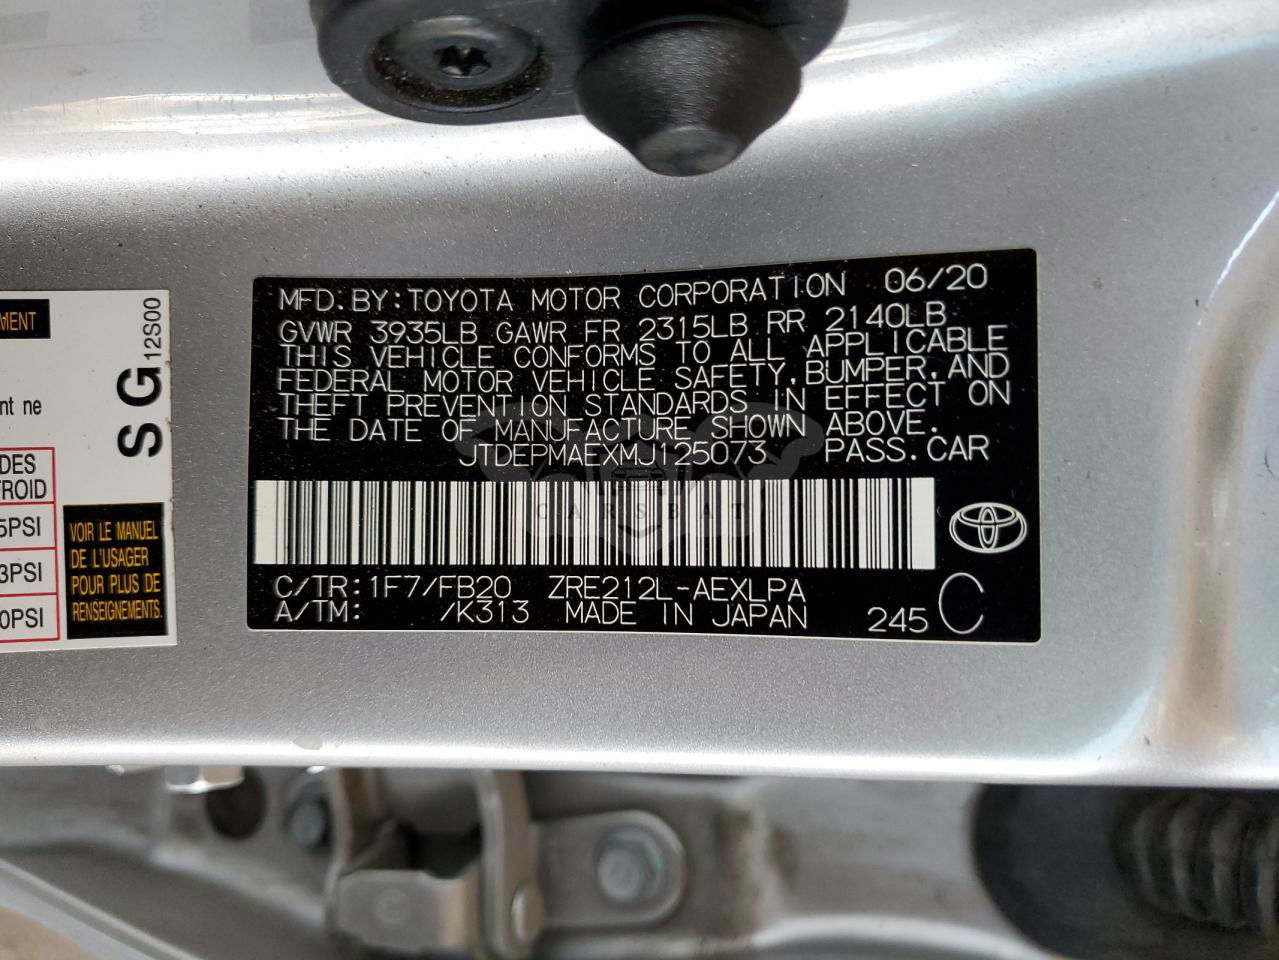 MFD.BY:TOYOTA MOTOR CORPORATION 06/20
GVWR 3935LB GAWR FR 2315LB RR 2140LB
THIS VEHICLE CONFORMS TO ALL APPLICABLE
FEDERAL MOTOR VEHICLE SAFETY,BUMPER,AND
THEFT PREVENTION STANDARDS IN EFFECT ON
THE DATE OF MANUFACTURE SHOWN ABOVE.
JTDEPMAEXMJ125073 PASS.CAR
CARSBAT
C/TR:1F7/FB20 ZRE212L-AEXLPA
A/TM: /K313 MADE IN JAPAN 245 C
SG 12S00
nt ne
DES
ROID
5PSI
3PSI
0PSI
VOIR LE MANUEL
DE L'USAGER
POUR PLUS DE
RENSEIGNEMENTS.